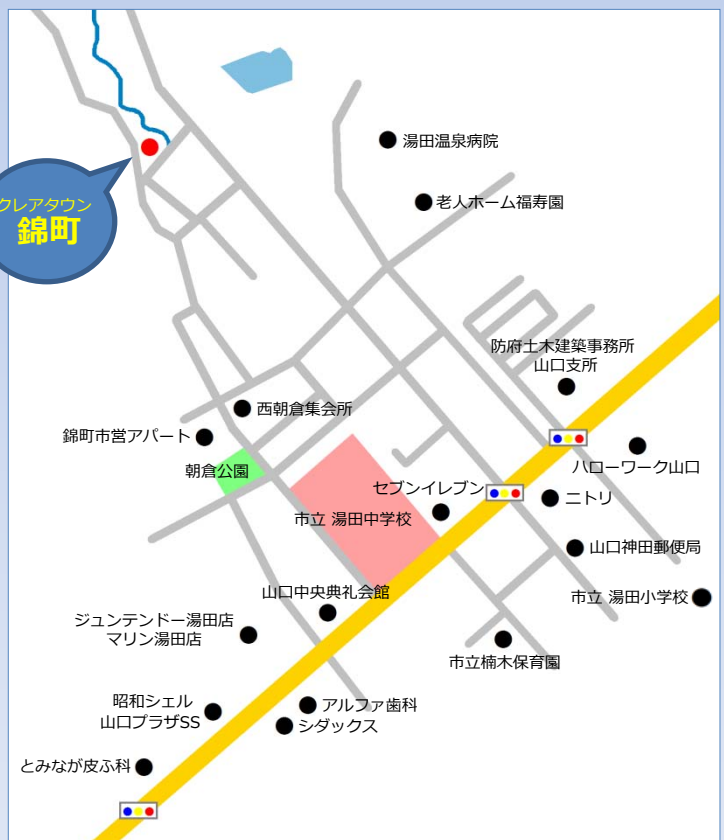 湯田温泉病院
老人ホーム福寿園
クレアタウン
錦町
防府土木建築事務所
山口支所
西朝倉集会所
錦町市営アパート
ハローワーク山口
朝倉公園
セブンイレブン
ニトリ
市立 湯田中学校
山口神田郵便局
山口中央典礼会館
市立 湯田小学校
ジュンテンドー湯田店
マリン湯田店
市立楠木保育園
昭和シェル
山口プラザSS
アルファ歯科
シダックス
とみなが皮ふ科